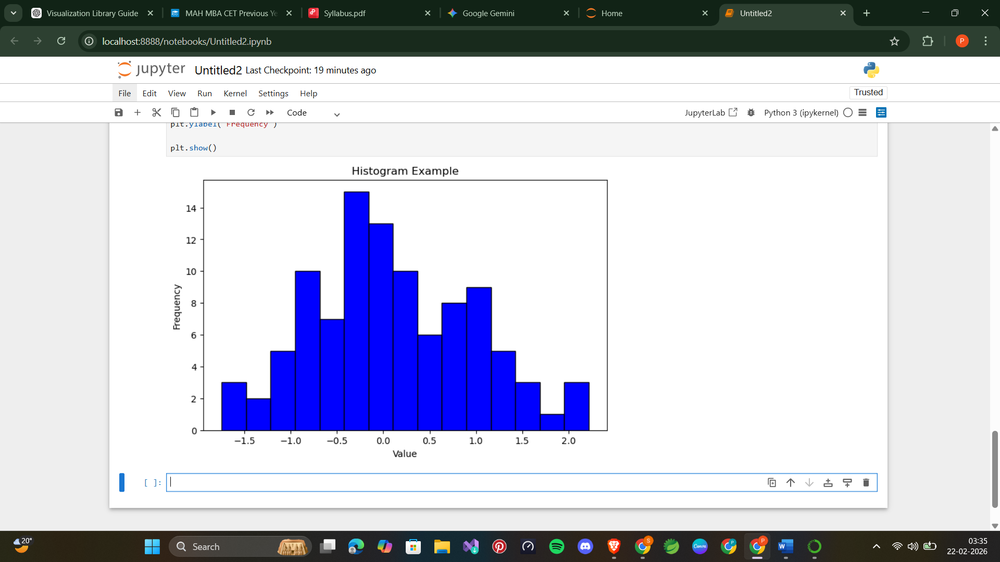 Visualization Library Guide
MAH MBA CET Previous Ye
Syllabus.pdf
Google Gemini
Home
Untitled2
localhost:8888/notebooks/Untitled2.ipynb
P
jupyter Untitled2 Last Checkpoint: 19 minutes ago
File Edit View Run Kernel Settings Help
Trusted
Code
JupyterLab
Python 3 (ipykernel)
plt.ylabel('Frequency')
plt.show()
Histogram Example
14
12
10
8
6
4
2
0
Frequency
−1.5 −1.0 −0.5 0.0 0.5 1.0 1.5 2.0
Value
[ ]:
20°
Search
Canva
S
P
P
W
03:35
22-02-2026